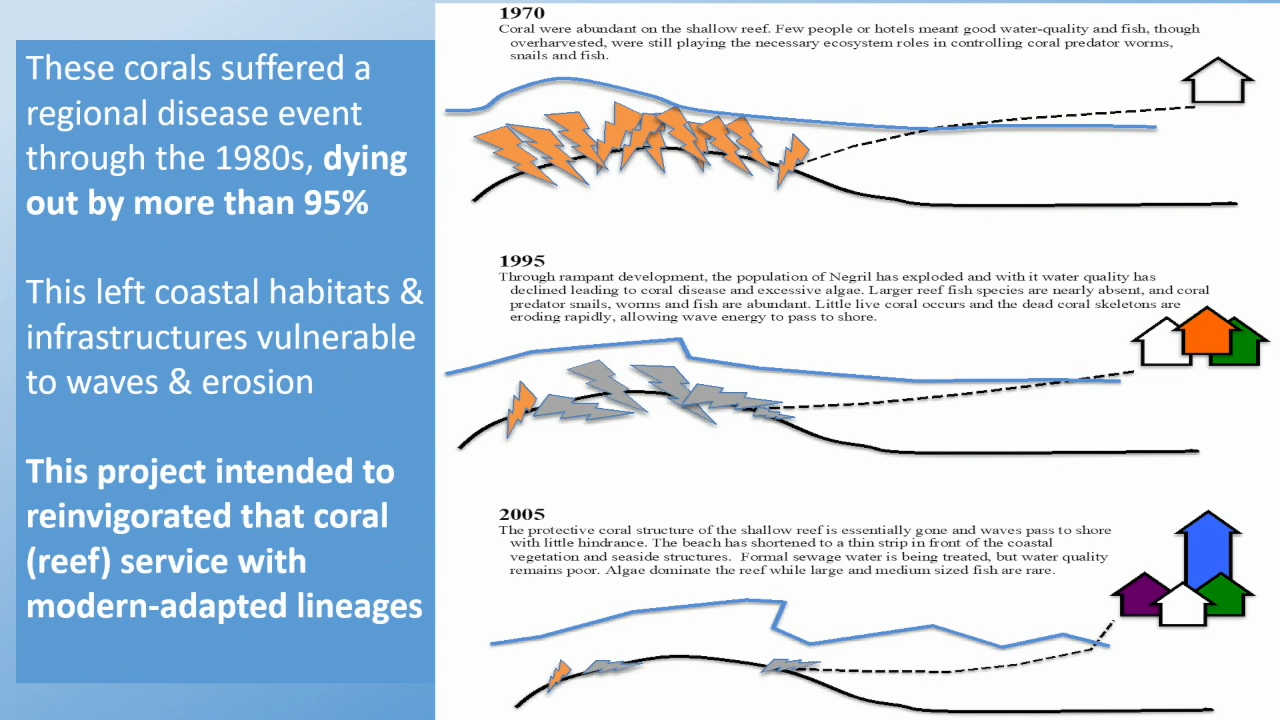 These corals suffered a
regional disease event
through the 1980s, dying
out by more than 95%
This left coastal habitats &
infrastructures vulnerable
to waves & erosion
This project intended to
reinvigorated that coral
(reef) service with
modern-adapted lineages
1970
Coral were abundant on the shallow reef. Few people or hotels meant good water-quality and fish, though
overharvested, were still playing the necessary ecosystem roles in controlling coral predator worms,
snails and fish.
1995
Through rampant development, the population of Negril has exploded and with it water quality has
declined leading to coral disease and excessive algae. Larger reef fish species are nearly absent, and coral
predator snails, worms and fish are abundant. Little live coral occurs and the dead coral skeletons are
eroding rapidly, allowing wave energy to pass to shore.
2005
The protective coral structure of the shallow reef is essentially gone and waves pass to shore
with little hindrance. The beach has shortened to a thin strip in front of the coastal
vegetation and seaside structures.  Formal sewage water is being treated, but water quality
remains poor. Algae dominate the reef while large and medium sized fish are rare.